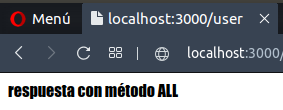 Menú
localhost:3000/user
localhost:3000/
respuesta con método ALL